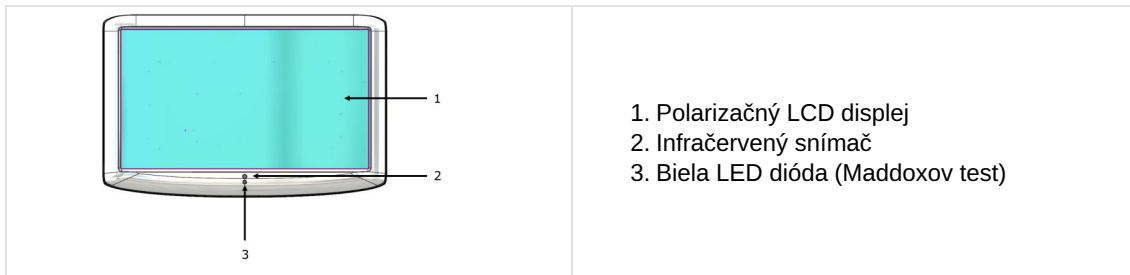 1
2
3
1. Polarizačný LCD displej
2. Infračervený snímač
3. Biela LED dióda (Maddoxov test)